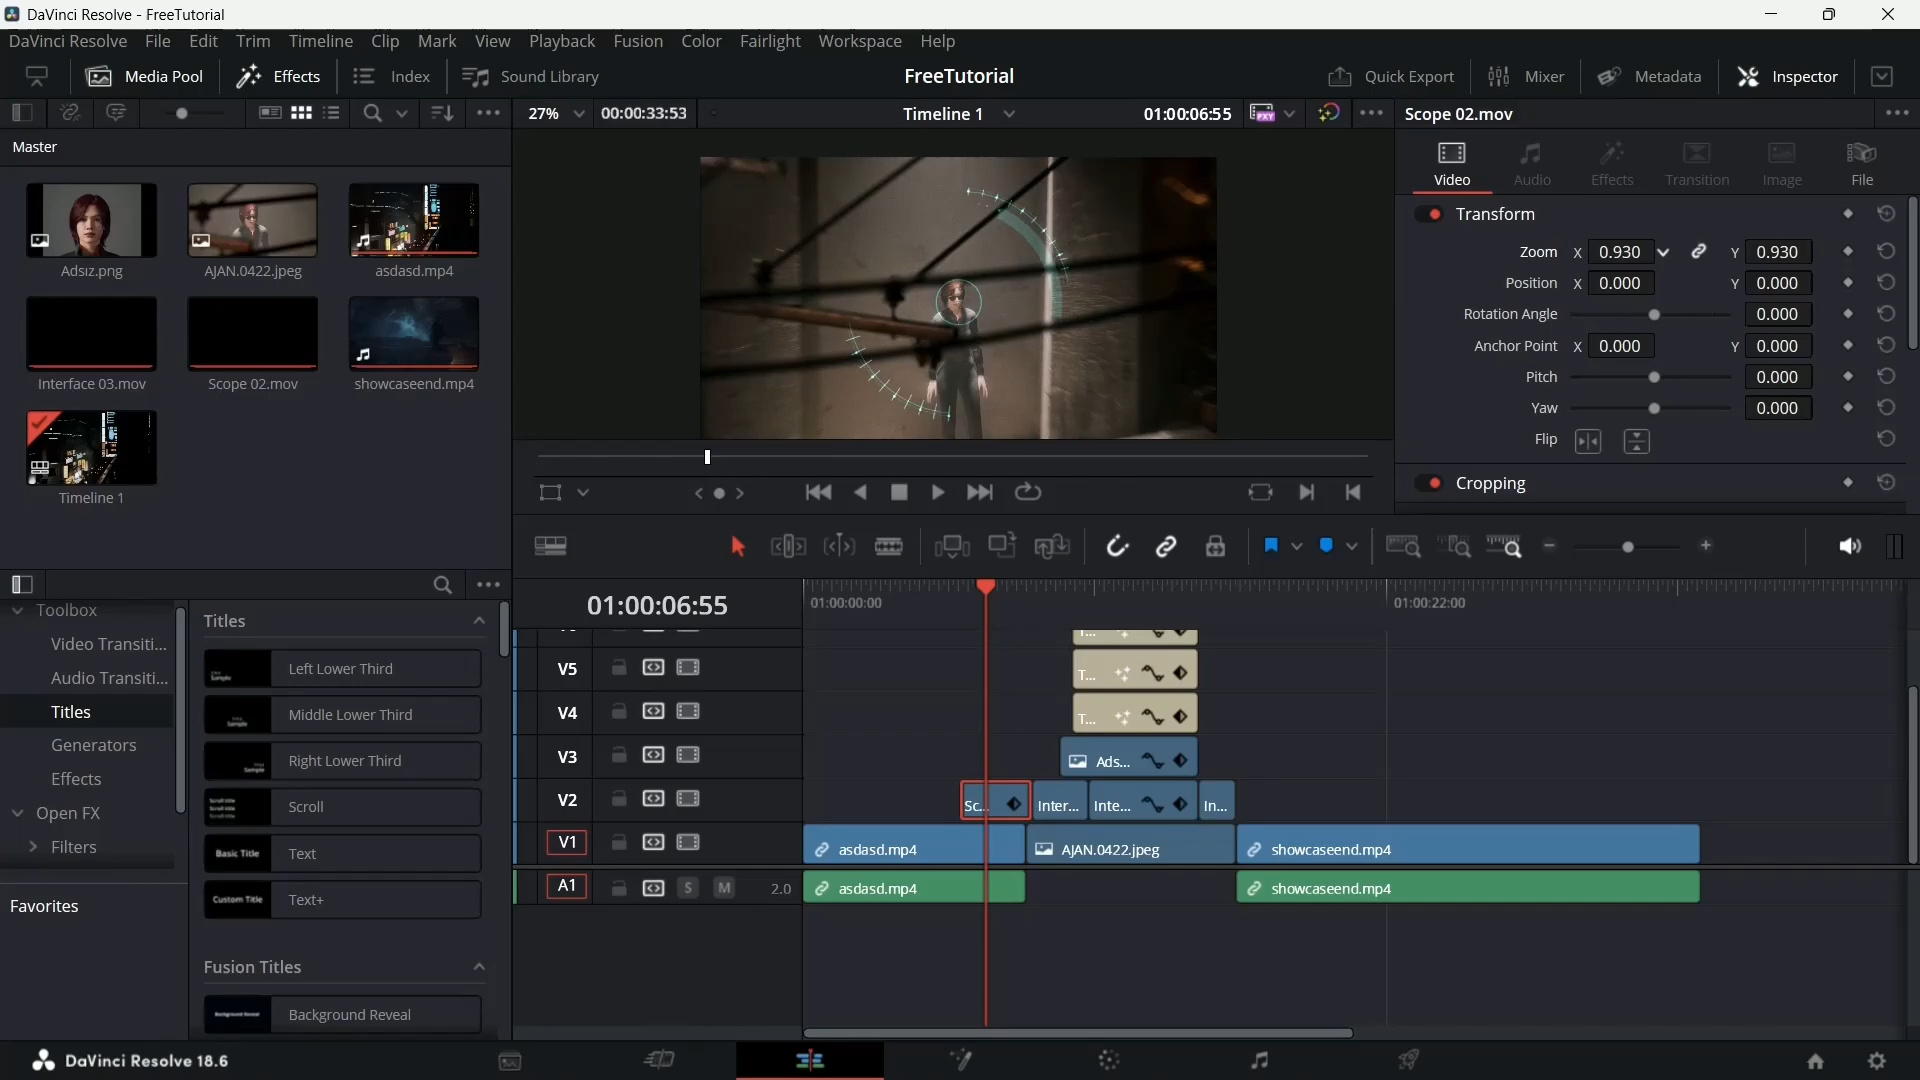 DaVinci Resolve - FreeTutorial
DaVinci Resolve File Edit Trim Timeline Clip Mark View Playback Fusion Color Fairlight Workspace Help
Media Pool Effects Index Sound Library FreeTutorial Quick Export Mixer Metadata Inspector
27% 00:00:33:53 Timeline 1 01:00:06:55 PXY Scope 02.mov
Master
Adsız.png AJAN.0422.jpeg asdasd.mp4
Interface 03.mov Scope 02.mov showcaseend.mp4
Timeline 1
Video Audio Effects Transition Image File
Transform
Zoom X 0.930 Y 0.930
Position X 0.000 Y 0.000
Rotation Angle 0.000
Anchor Point X 0.000 Y 0.000
Pitch 0.000
Yaw 0.000
Flip
Cropping
Toolbox
Video Transiti...
Audio Transiti...
Titles
Generators
Effects
Open FX
Filters
Favorites
Titles
Left Lower Third
Middle Lower Third
Right Lower Third
Scroll
Basic Title Text
Custom Title Text+
Fusion Titles
Background Reveal Background Reveal
01:00:06:55 01:00:00:00 01:00:22:00
V5 T...
V4 T...
V3 Ads...
V2 Sc... Inter... Inte... In...
V1 asdasd.mp4 AJAN.0422.jpeg showcaseend.mp4
A1 S M 2.0 asdasd.mp4 showcaseend.mp4
DaVinci Resolve 18.6